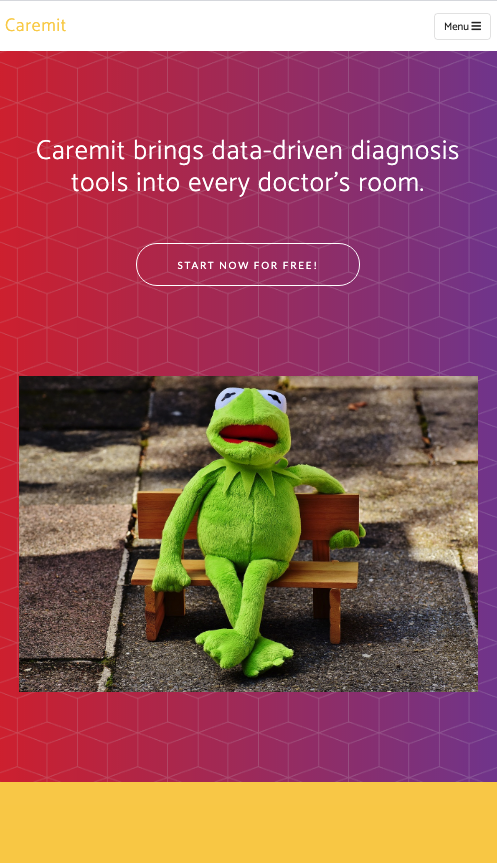 Caremit
Menu
Caremit brings data-driven diagnosis
tools into every doctor's room.
START NOW FOR FREE!